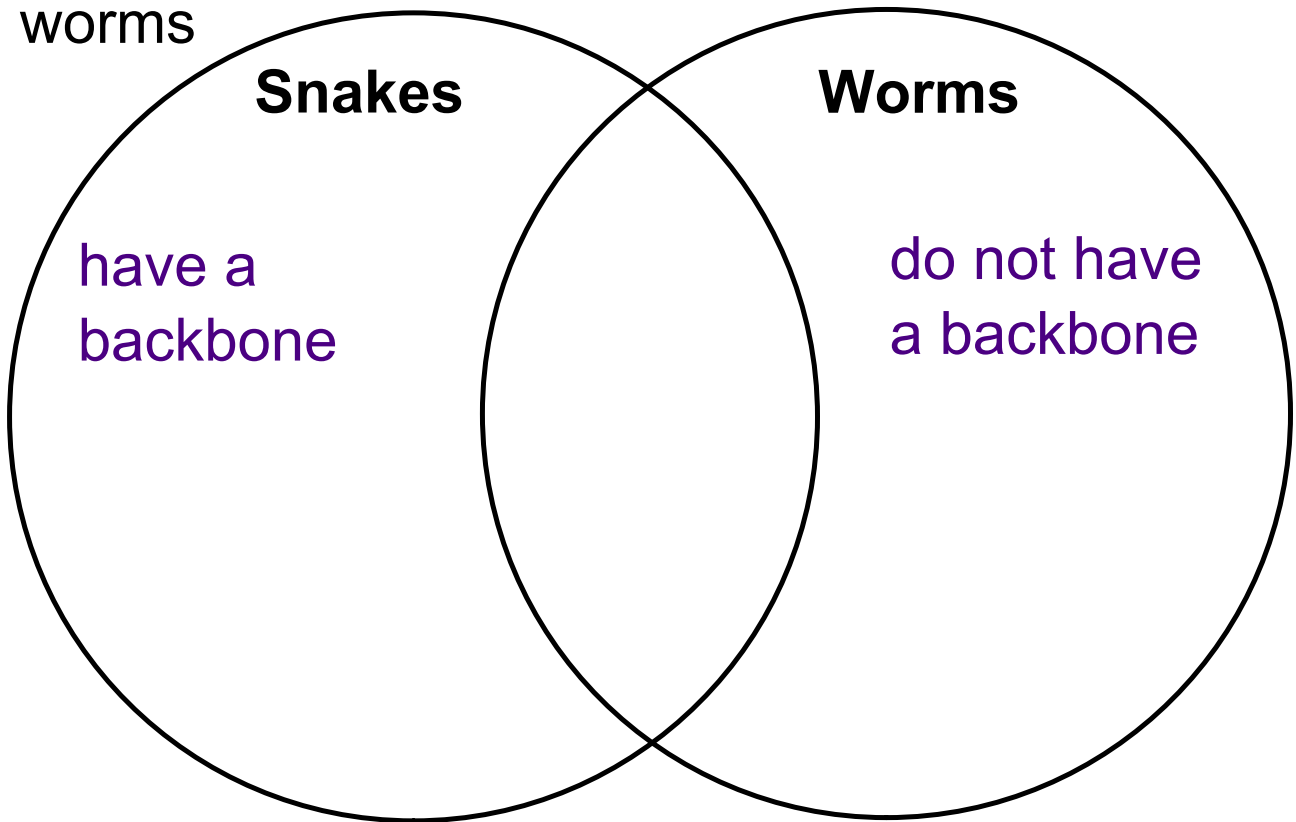 worms
Snakes
Worms
have a
backbone
do not have
a backbone